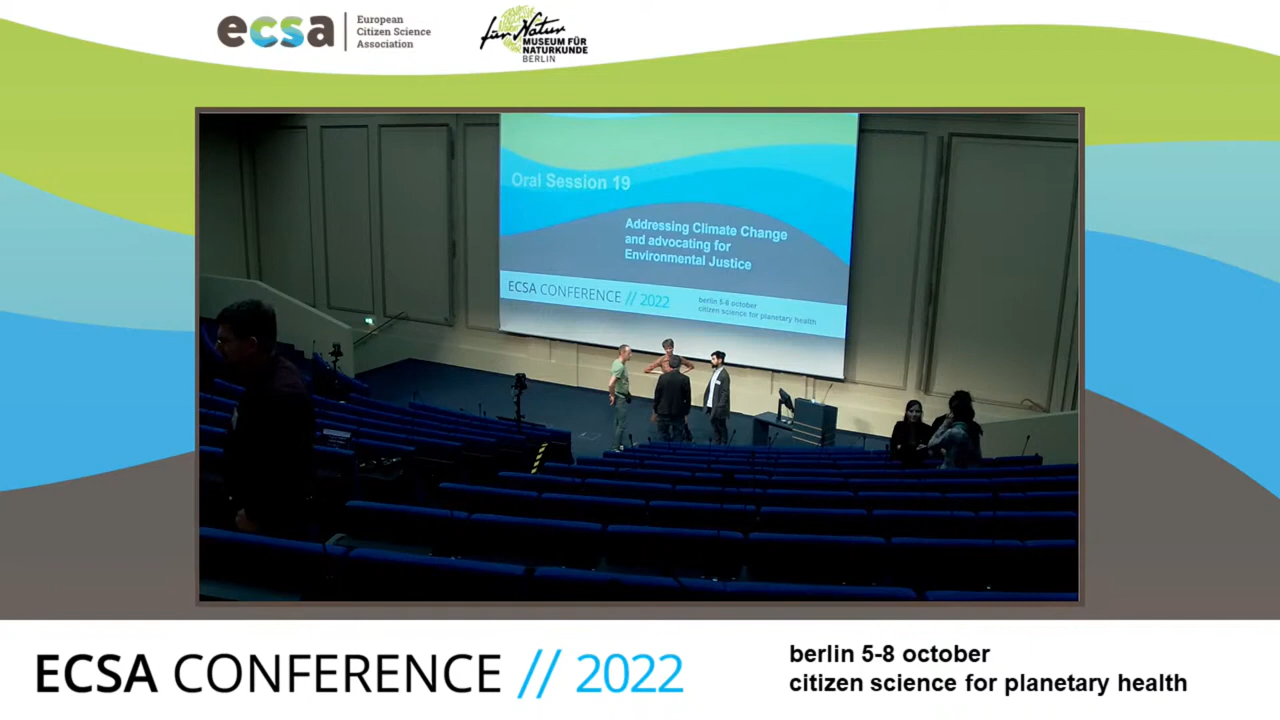 ecsa
European
Citizen Science
Association
für Natur
MUSEUM FÜR
NATURKUNDE
BERLIN
Oral Session 19
Addressing Climate Change
and advocating for
Environmental Justice
ECSA CONFERENCE // 2022
berlin 5-8 october
citizen science for planetary health
ECSA CONFERENCE // 2022
berlin 5-8 october
citizen science for planetary health